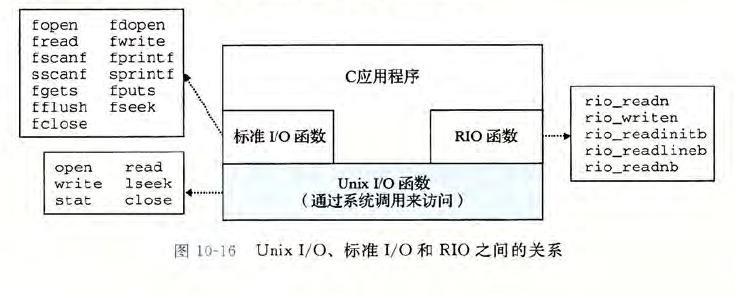 fopen fdopen
fread fwrite
fscanf fprintf
sscanf sprintf
fgets fputs
fflush fseek
fclose
C应用程序
标准 I/O 函数
RIO 函数
rio_readn
rio_writen
rio_readinitb
rio_readlineb
rio_readnb
open read
write lseek
stat close
Unix I/O 函数
（通过系统调用来访问）
图 10-16 Unix I/O、标准 I/O 和 RIO 之间的关系